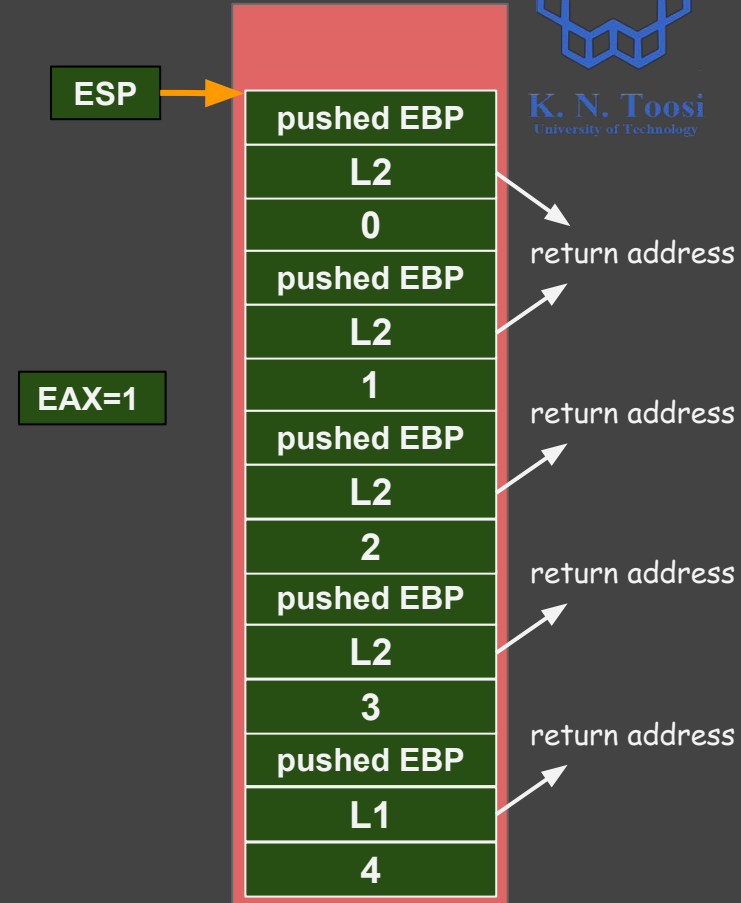 ESP
K. N. Toosi
University of Technology
pushed EBP
L2
0
return address
pushed EBP
L2
1
EAX=1
return address
pushed EBP
L2
2
return address
pushed EBP
L2
3
return address
pushed EBP
L1
4